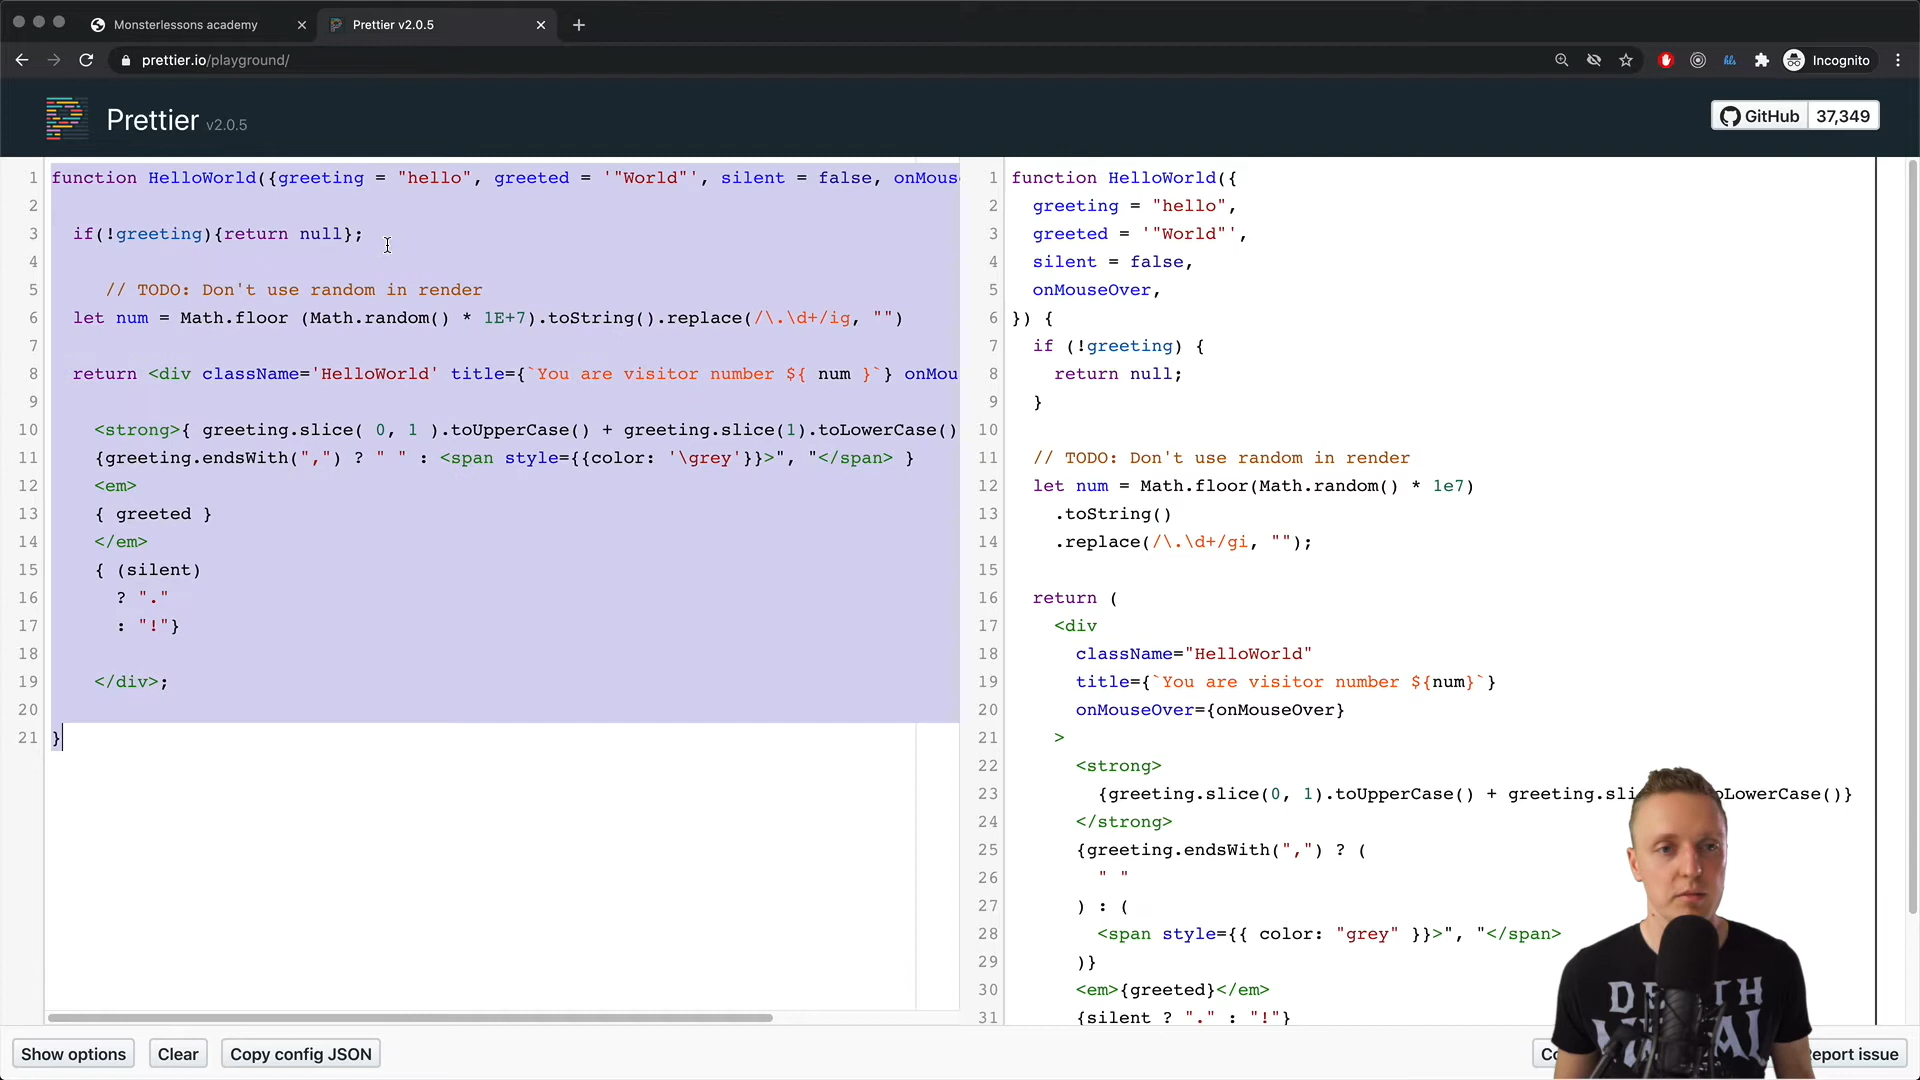 Monsterlessons academy
Prettier v2.0.5
prettier.io/playground/
hls
Incognito
Prettier v2.0.5
GitHub 37,349
1 function HelloWorld({greeting = "hello", greeted = '"World"', silent = false, onMous
2
3 if(!greeting){return null};
4
5 // TODO: Don't use random in render
6 let num = Math.floor (Math.random() * 1E+7).toString().replace(/\.\d+/ig, "")
7
8 return <div className='HelloWorld' title={`You are visitor number ${ num }`} onMou
9
10 <strong>{ greeting.slice( 0, 1 ).toUpperCase() + greeting.slice(1).toLowerCase()
11 {greeting.endsWith(",") ? " " : <span style={{color: '\grey'}}>", "</span> }
12 <em>
13 { greeted }
14 </em>
15 { (silent)
16 ? "."
17 : "!"}
18
19 </div>;
20
21 }
1 function HelloWorld({
2 greeting = "hello",
3 greeted = '"World"',
4 silent = false,
5 onMouseOver,
6 }) {
7 if (!greeting) {
8 return null;
9 }
10
11 // TODO: Don't use random in render
12 let num = Math.floor(Math.random() * 1e7)
13 .toString()
14 .replace(/\.\d+/gi, "");
15
16 return (
17 <div
18 className="HelloWorld"
19 title={`You are visitor number ${num}`}
20 onMouseOver={onMouseOver}
21 >
22 <strong>
23 {greeting.slice(0, 1).toUpperCase() + greeting.sli oLowerCase()}
24 </strong>
25 {greeting.endsWith(",") ? (
26 " "
27 ) : (
28 <span style={{ color: "grey" }}>", "</span>
29 )}
30 <em>{greeted}</em>
31 {silent ? "." : "!"}
Show options
Clear
Copy config JSON
Co
eport issue